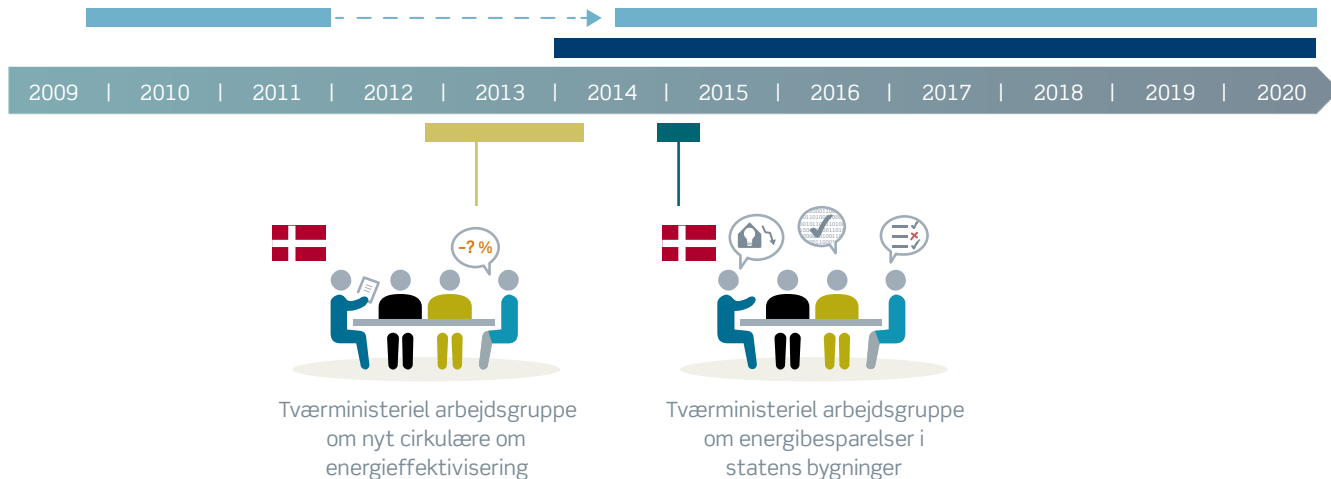 2009 | 2010 | 2011 | 2012 | 2013 | 2014 | 2015 | 2016 | 2017 | 2018 | 2019 | 2020
-? %
Tværministeriel arbejdsgruppe
om nyt cirkulære om
energieffektivisering
Tværministeriel arbejdsgruppe
om energibesparelser i
statens bygninger